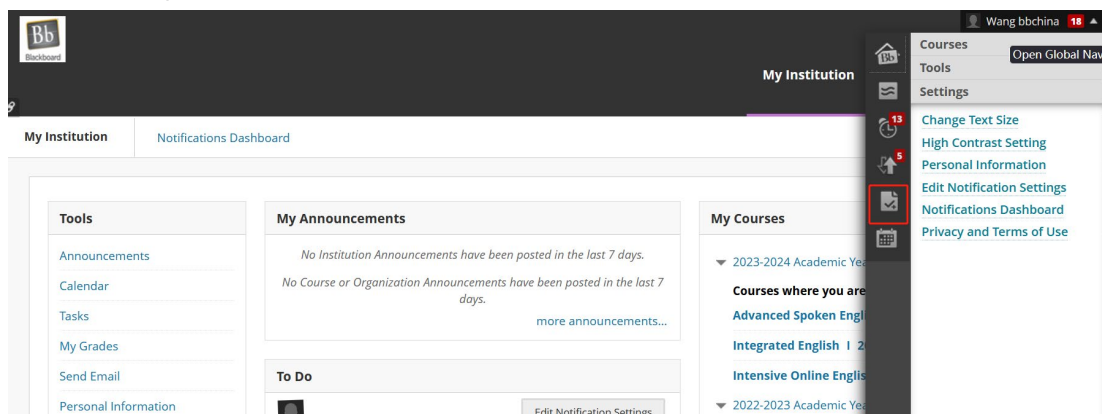 Bb
Blackboard
Wang bbchina 18
My Institution
Bb
13
5
Courses
Open Global Nav
Tools
Settings
Change Text Size
High Contrast Setting
Personal Information
Edit Notification Settings
Notifications Dashboard
Privacy and Terms of Use
My Institution
Notifications Dashboard
Tools
Announcements
Calendar
Tasks
My Grades
Send Email
Personal Information
My Announcements
No Institution Announcements have been posted in the last 7 days.
No Course or Organization Announcements have been posted in the last 7
days.
more announcements...
To Do
Edit Notification Settings
My Courses
2023-2024 Academic Yea
Courses where you are
Advanced Spoken Engli
Integrated English I 2
Intensive Online Englis
2022-2023 Academic Yea